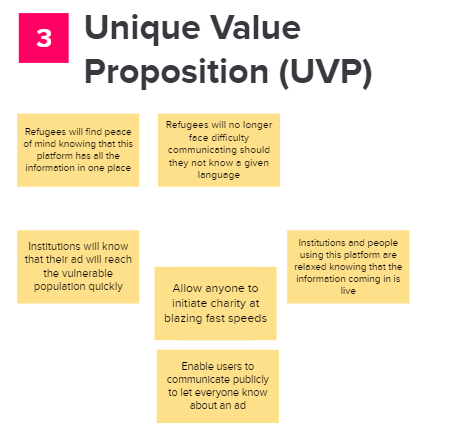 3
Unique Value
Proposition (UVP)
Refugees will find peace
of mind knowing that this
platform has all the
information in one place
Refugees will no longer
face difficulty
communicating should
they not know a given
language
Institutions will know
that their ad will reach
the vulnerable
population quickly
Allow anyone to
initiate charity at
blazing fast speeds
Institutions and people
using this platform are
relaxed knowing that the
information coming in is
live
Enable users to
communicate publicly
to let everyone know
about an ad